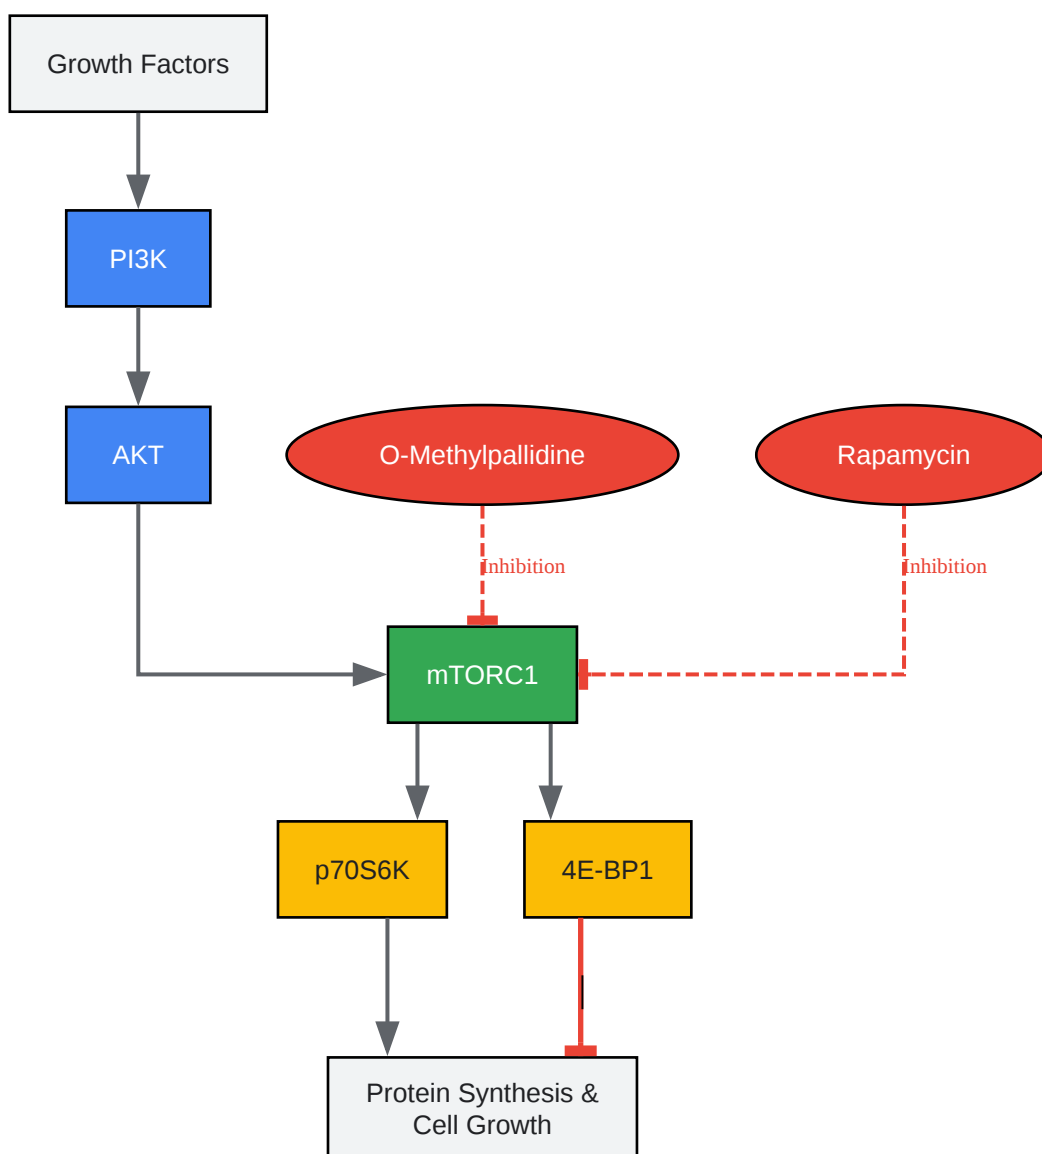 Growth Factors
PI3K
AKT
O-Methylpallidine
Rapamycin
Inhibition
Inhibition
mTORC1
p70S6K
4E-BP1
Protein Synthesis &
Cell Growth